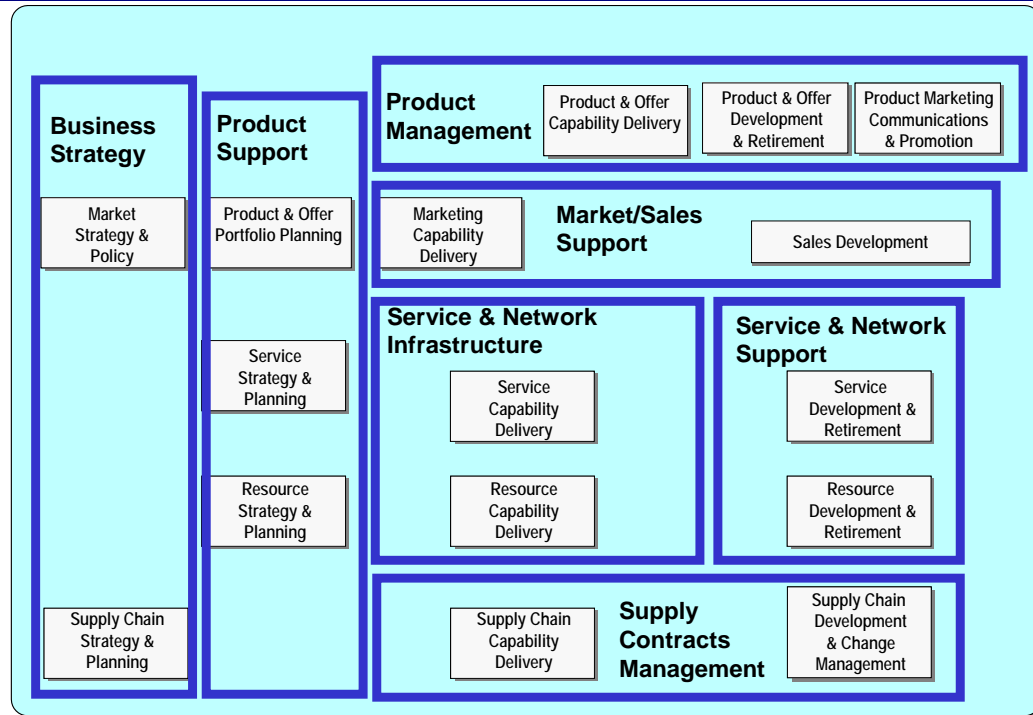 Business
Strategy
Market
Strategy &
Policy
Supply Chain
Strategy &
Planning
Product
Support
Product & Offer
Portfolio Planning
Service
Strategy &
Planning
Resource
Strategy &
Planning
Product
Management
Product & Offer
Capability Delivery
Product & Offer
Development
& Retirement
Product Marketing
Communications
& Promotion
Marketing
Capability
Delivery
Market/Sales
Support
Sales Development
Service & Network
Infrastructure
Service
Capability
Delivery
Resource
Capability
Delivery
Service & Network
Support
Service
Development &
Retirement
Resource
Development &
Retirement
Supply Chain
Capability
Delivery
Supply
Contracts
Management
Supply Chain
Development
& Change
Management